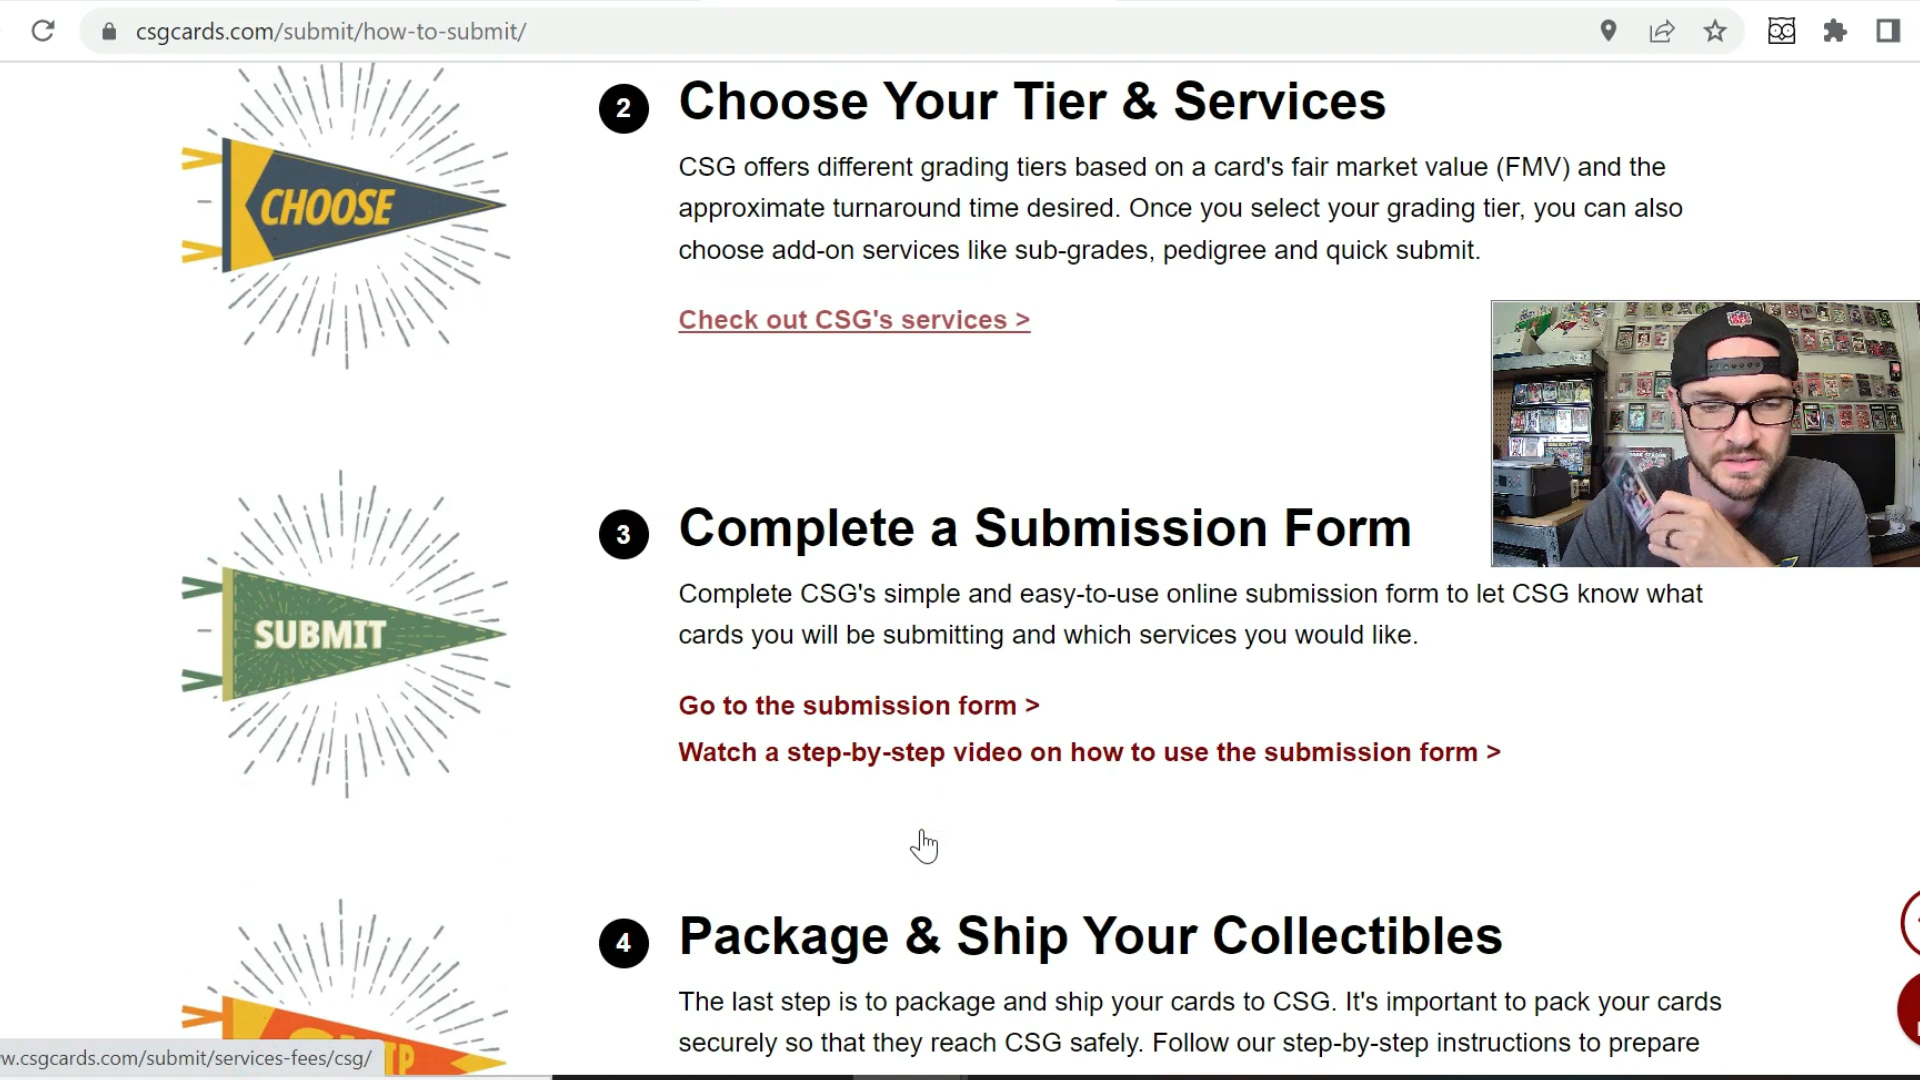 csgcards.com/submit/how-to-submit/
CHOOSE
2
Choose Your Tier & Services
CSG offers different grading tiers based on a card's fair market value (FMV) and the
approximate turnaround time desired. Once you select your grading tier, you can also
choose add-on services like sub-grades, pedigree and quick submit.
Check out CSG's services >
SUBMIT
3
Complete a Submission Form
Complete CSG's simple and easy-to-use online submission form to let CSG know what
cards you will be submitting and which services you would like.
Go to the submission form >
Watch a step-by-step video on how to use the submission form >
4
Package & Ship Your Collectibles
The last step is to package and ship your cards to CSG. It's important to pack your cards
securely so that they reach CSG safely. Follow our step-by-step instructions to prepare
w.csgcards.com/submit/services-fees/csg/